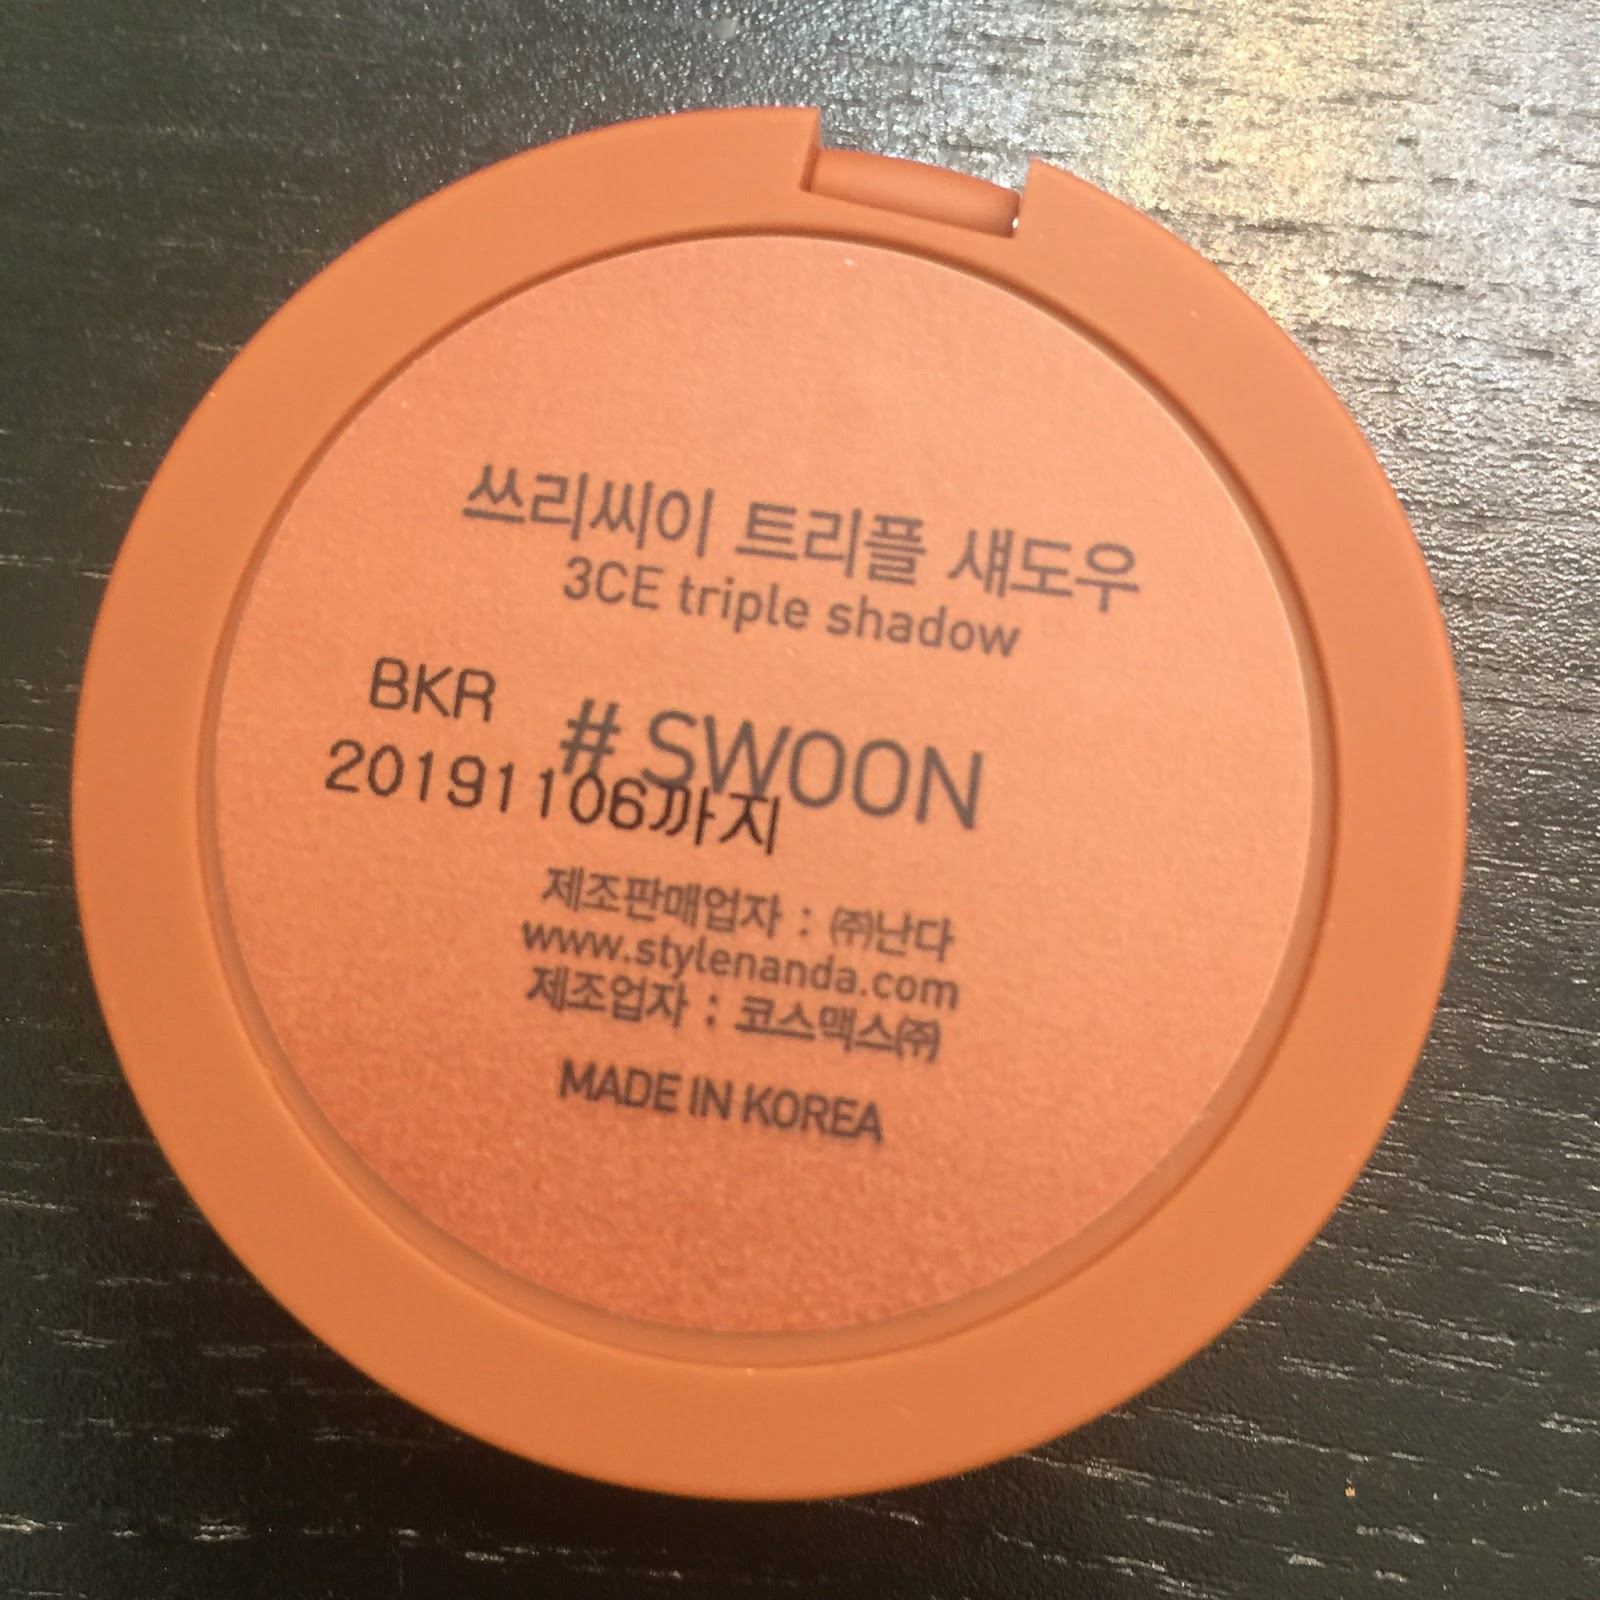 쓰리씨이 트리플 섀도우
3CE triple shadow
BKR
# SWOON
20191106까지
제조판매업자 : ㈜난다
www.stylenanda.com
제조업자 : 코스맥스㈜
MADE IN KOREA